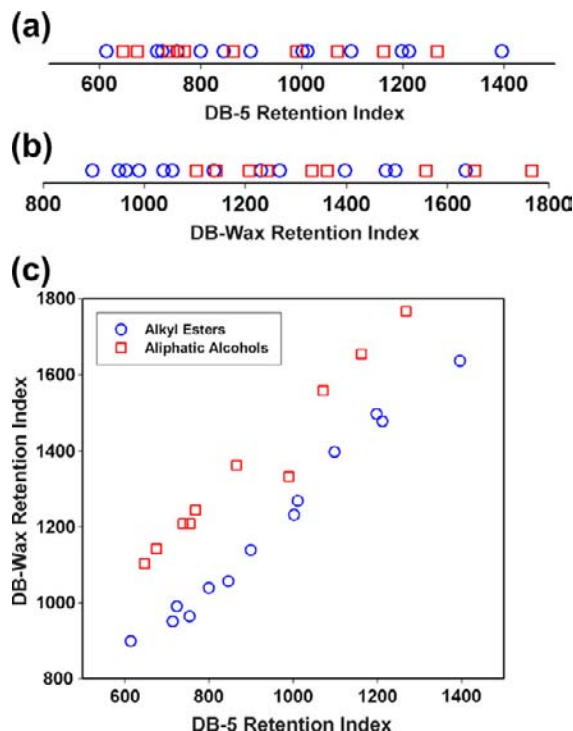 (a)
600 800 1000 1200 1400
DB-5 Retention Index
(b)
800 1000 1200 1400 1600 1800
DB-Wax Retention Index
(c)
1800
1600
1400
1200
1000
800
DB-Wax Retention Index
Alkyl Esters
Aliphatic Alcohols
600 800 1000 1200 1400
DB-5 Retention Index